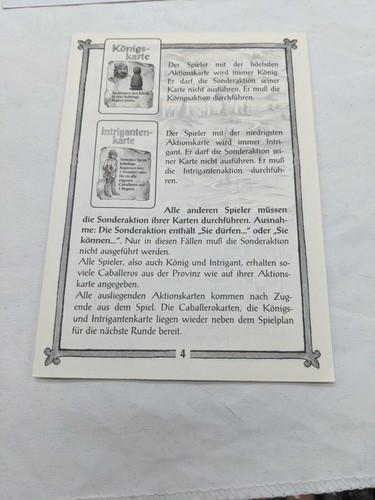 Königs-
karte
Der Spieler mit der höchsten
Aktionskarte wird immer König.
Er darf die Sonderaktion seiner
Karte nicht ausführen. Er muß die
Königsaktion durchführen.
Intriganten-
karte
Der Spieler mit der niedrigsten
Aktionskarte wird immer Intri-
gant. Er darf die Sonderaktion sei-
ner Karte nicht ausführen. Er muß
die Intrigantenaktion durchfüh-
ren.
Alle anderen Spieler müssen
die Sonderaktion ihrer Karten durchführen. Ausnah-
me: Die Sonderaktion enthält „Sie dürfen...“ oder „Sie
können...“. Nur in diesen Fällen muß die Sonderaktion
nicht ausgeführt werden.
Alle Spieler, also auch König und Intrigant, erhalten so-
viele Caballeros aus der Provinz wie auf ihrer Aktions-
karte angegeben.
Alle ausliegenden Aktionskarten kommen nach Zug-
ende aus dem Spiel. Die Caballerokarten, die Königs-
und Intrigantenkarte liegen wieder neben dem Spielplan
für die nächste Runde bereit.
4